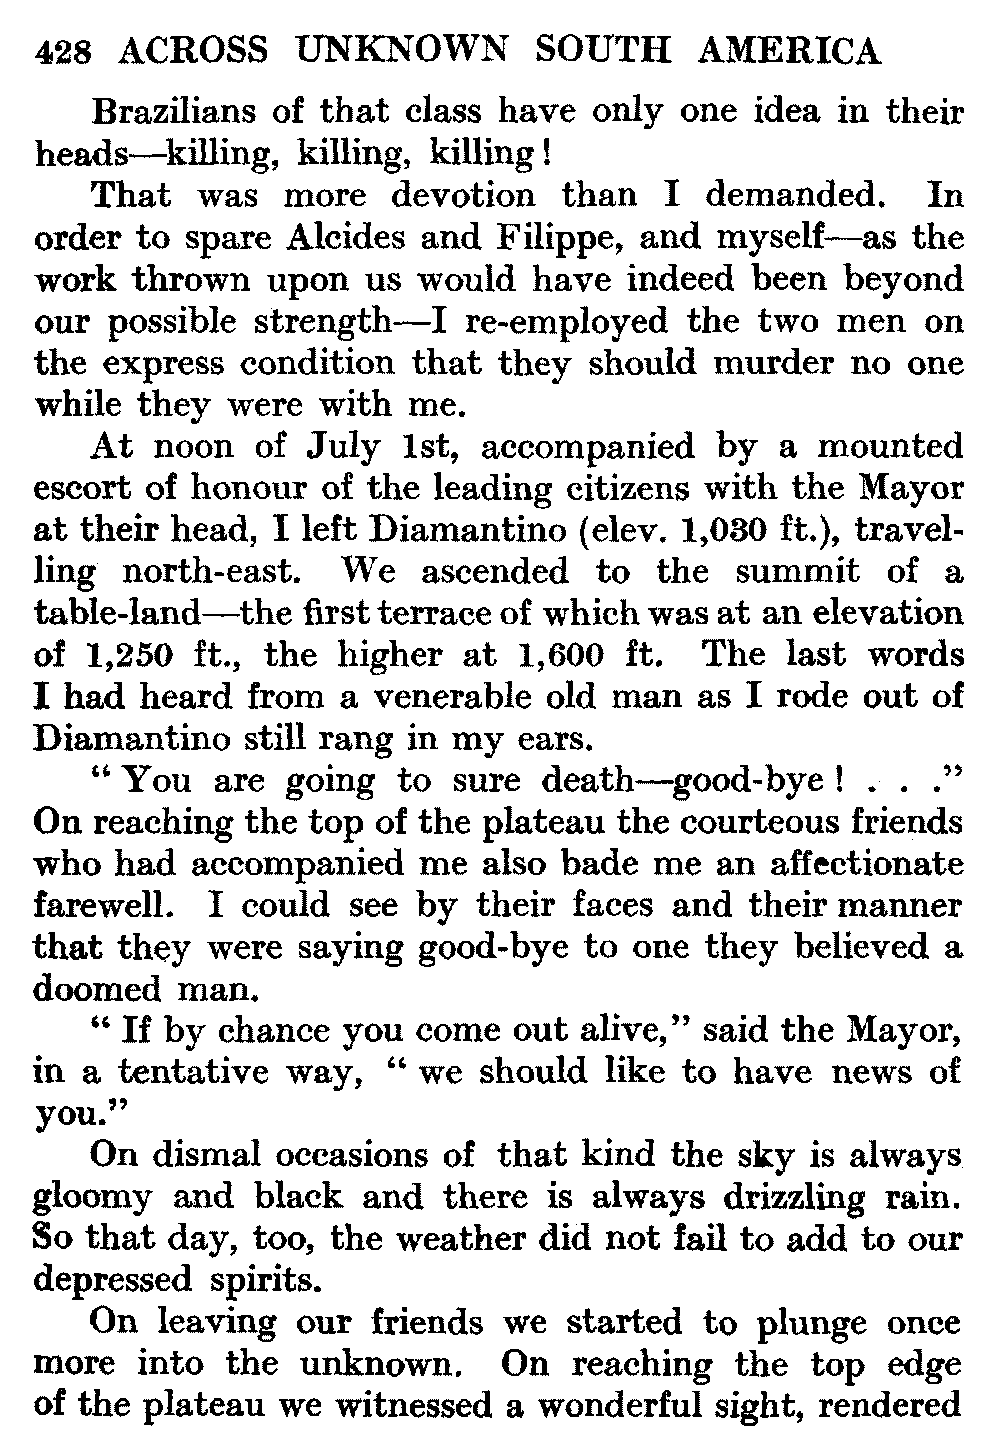 428 ACROSS UNKNOWN SOUTH AMERICA
Brazilians of that class have only one idea in their
heads—killing, killing, killing!
That was more devotion than I demanded. In
order to spare Alcides and Filippe, and myself—as the
work thrown upon us would have indeed been beyond
our possible strength—I re-employed the two men on
the express condition that they should murder no one
while they were with me.
At noon of July 1st, accompanied by a mounted
escort of honour of the leading citizens with the Mayor
at their head, I left Diamantino (elev. 1,030 ft.), travel-
ling north-east. We ascended to the summit of a
table-land—the first terrace of which was at an elevation
of 1,250 ft., the higher at 1,600 ft. The last words
I had heard from a venerable old man as I rode out of
Diamantino still rang in my ears.
“ You are going to sure death—good-bye! . . .”
On reaching the top of the plateau the courteous friends
who had accompanied me also bade me an affectionate
farewell. I could see by their faces and their manner
that they were saying good-bye to one they believed a
doomed man.
“ If by chance you come out alive,” said the Mayor,
in a tentative way, “ we should like to have news of
you.”
On dismal occasions of that kind the sky is always
gloomy and black and there is always drizzling rain.
So that day, too, the weather did not fail to add to our
depressed spirits.
On leaving our friends we started to plunge once
more into the unknown. On reaching the top edge
of the plateau we witnessed a wonderful sight, rendered